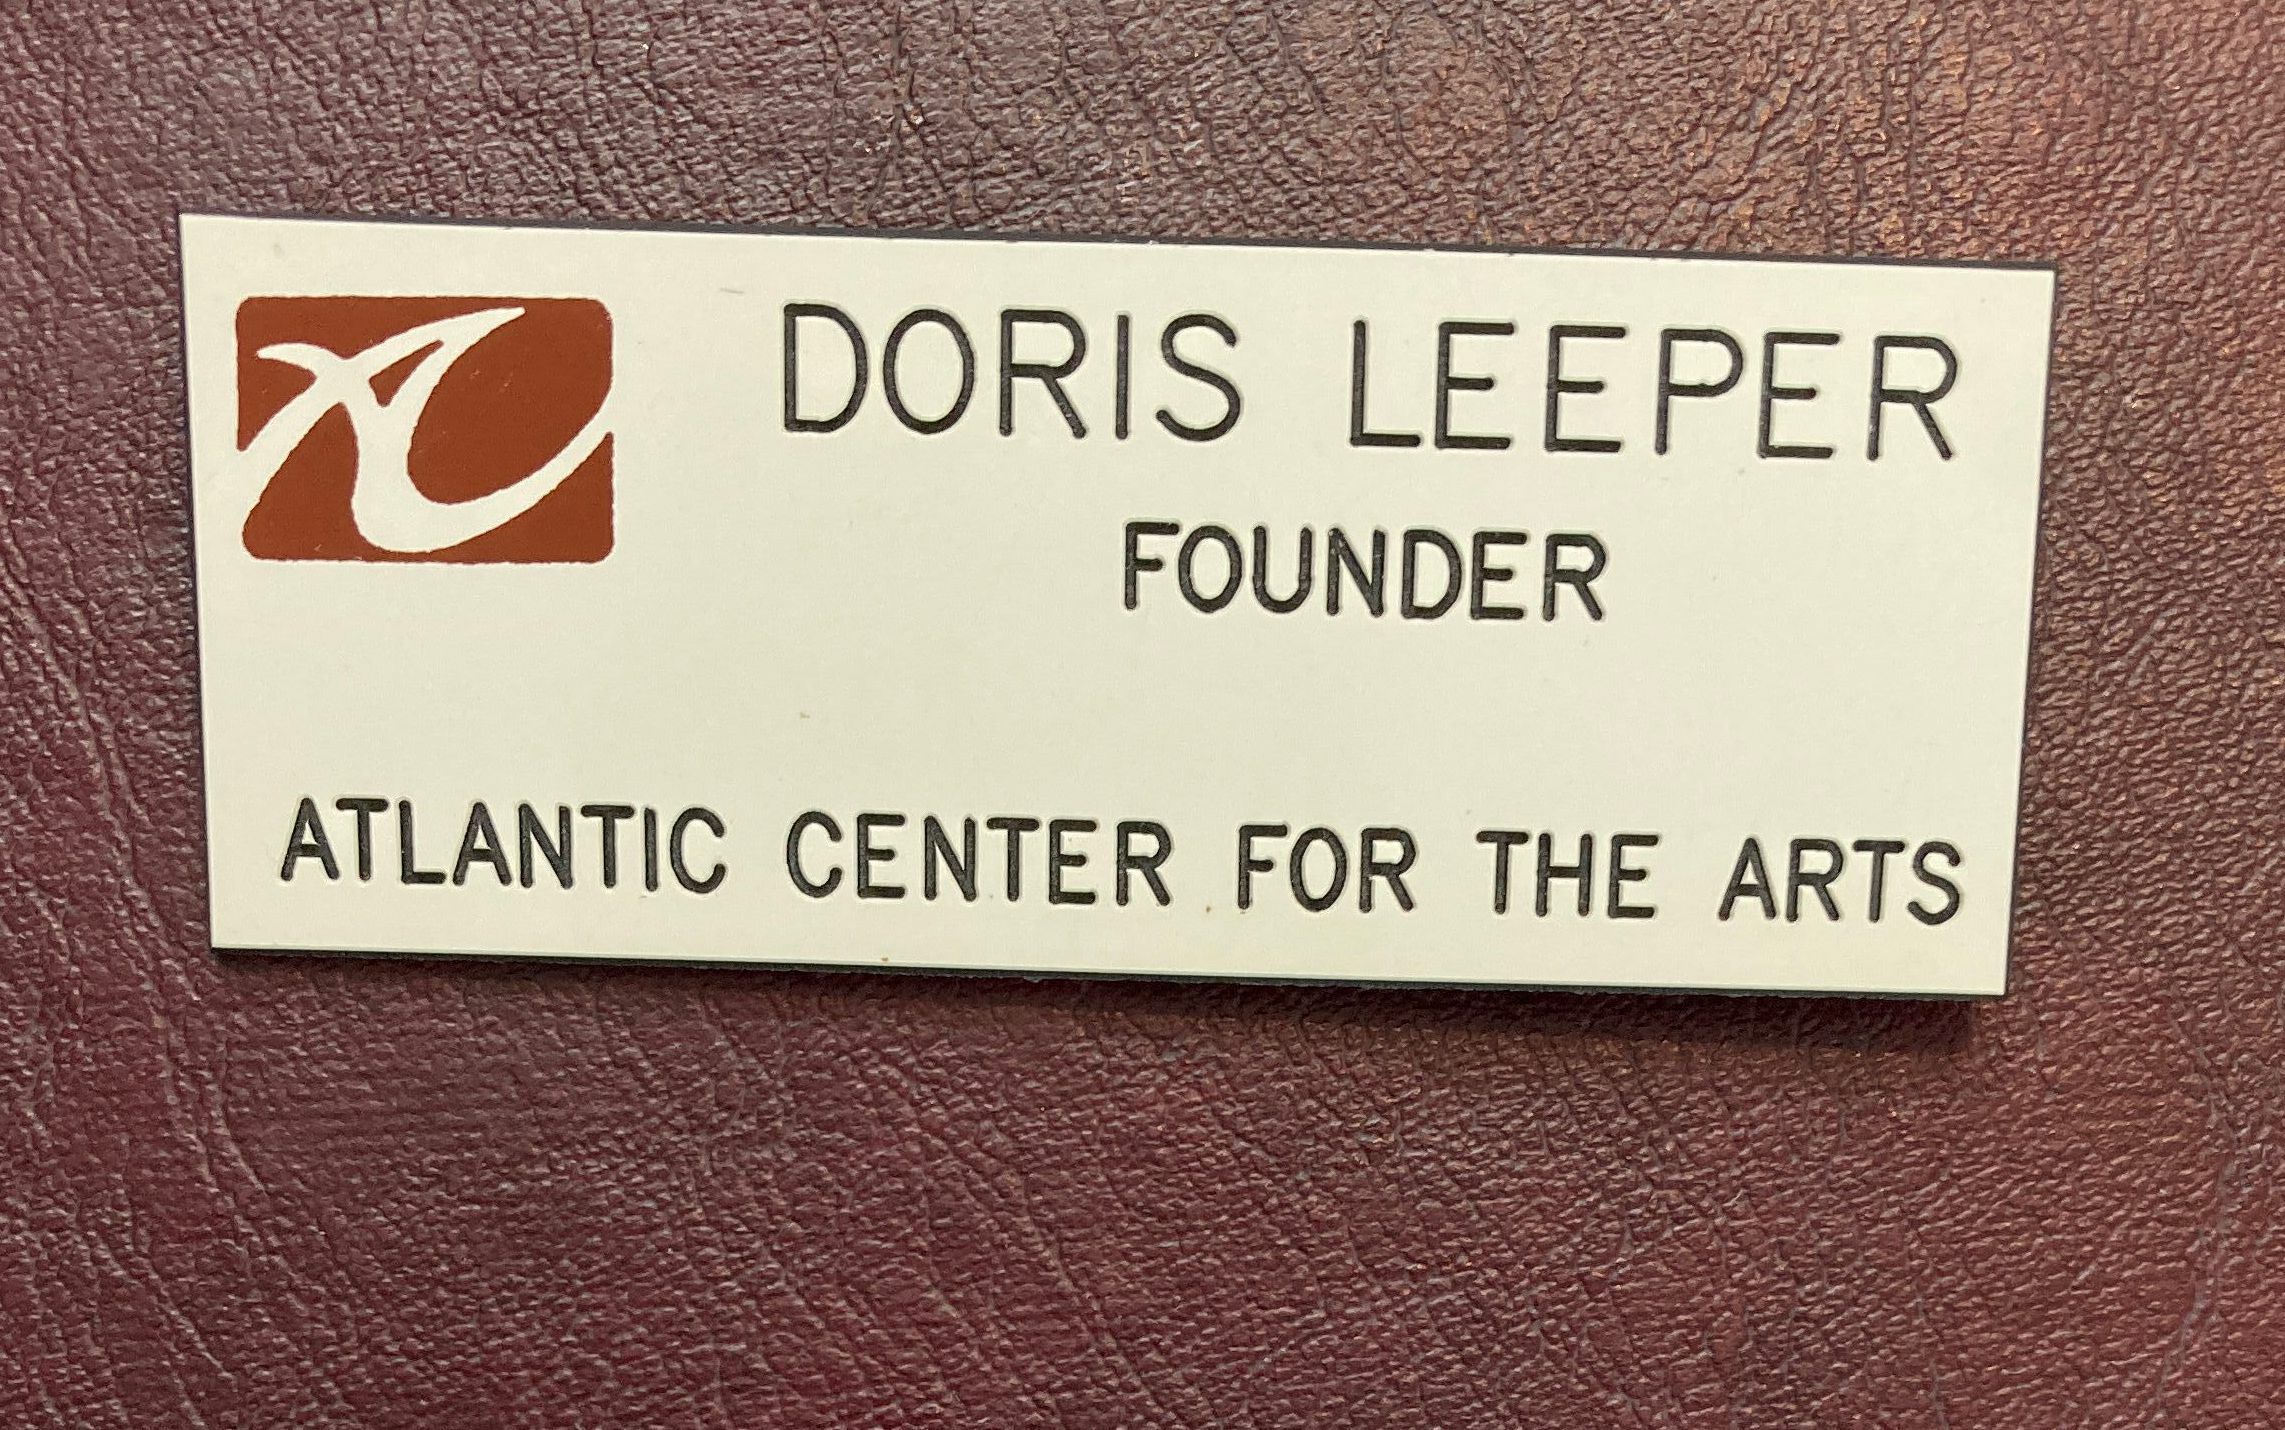 DORIS LEEPER
FOUNDER
ATLANTIC CENTER FOR THE ARTS